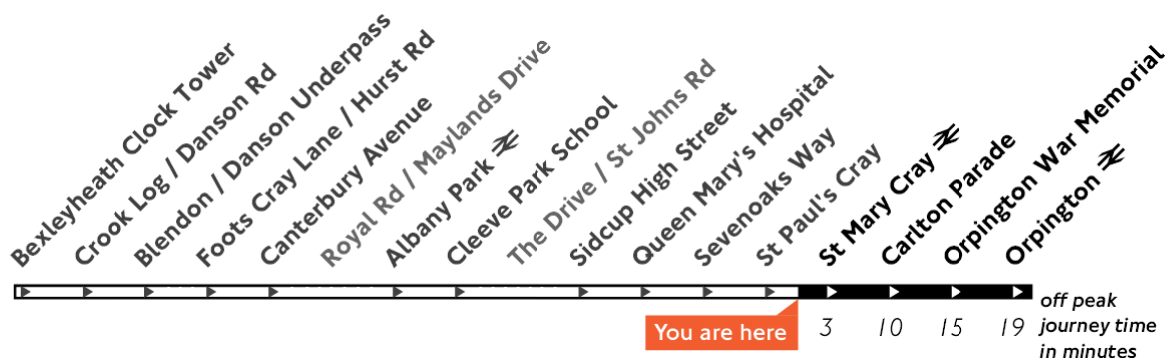 Bexleyheath Clock Tower
Crook Log / Danson Rd
Blendon / Danson Underpass
Foots Cray Lane / Hurst Rd
Canterbury Avenue
Royal Rd / Maylands Drive
Albany Park
Cleeve Park School
The Drive / St Johns Rd
Sidcup High Street
Queen Mary's Hospital
Sevenoaks Way
St Paul's Cray
St Mary Cray
Carlton Parade
Orpington War Memorial
Orpington
You are here
3 10 15 19
off peak
journey time
in minutes